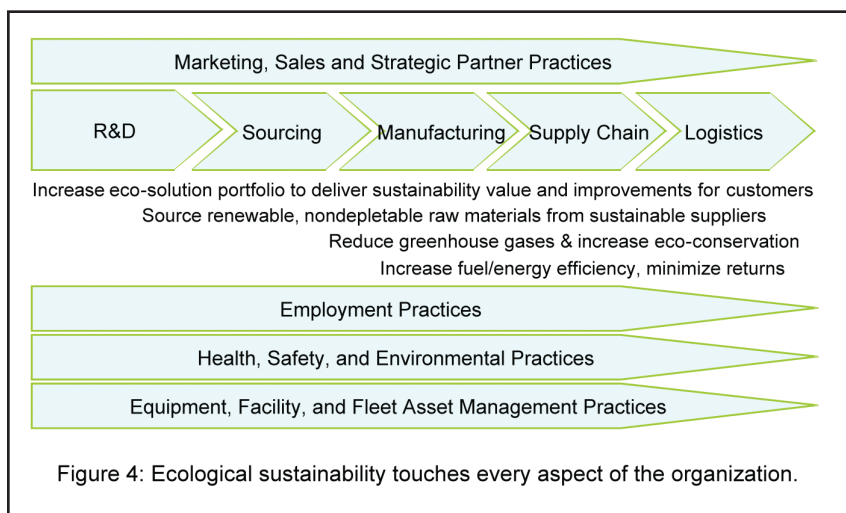 Marketing, Sales and Strategic Partner Practices
R&D
Sourcing
Manufacturing
Supply Chain
Logistics
Increase eco-solution portfolio to deliver sustainability value and improvements for customers
Source renewable, nondepletable raw materials from sustainable suppliers
Reduce greenhouse gases & increase eco-conservation
Increase fuel/energy efficiency, minimize returns
Employment Practices
Health, Safety, and Environmental Practices
Equipment, Facility, and Fleet Asset Management Practices
Figure 4: Ecological sustainability touches every aspect of the organization.